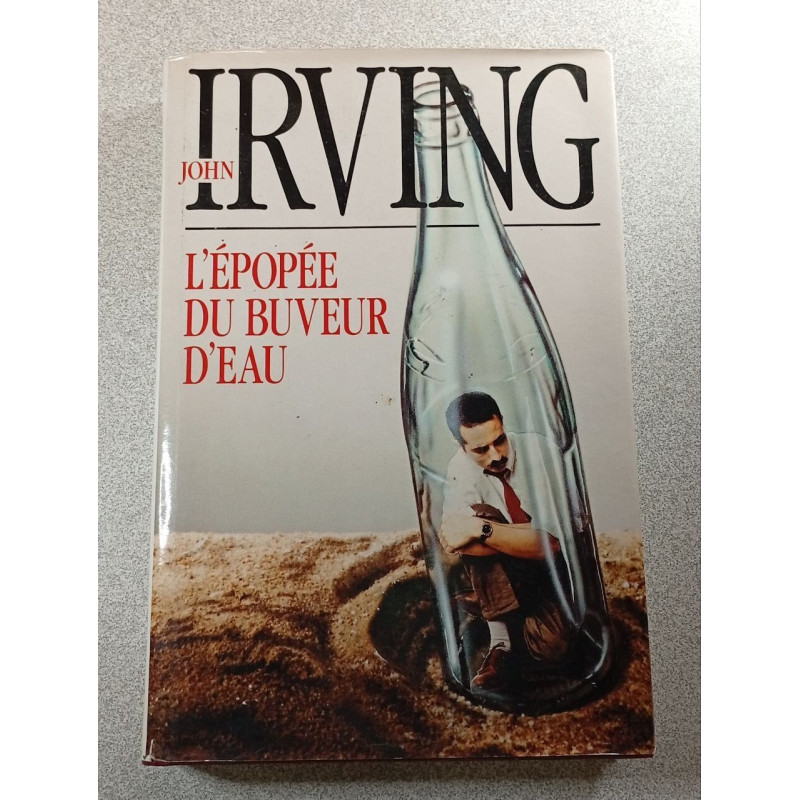 JOHN
IRVING
L'ÉPOPÉE
DU BUVEUR
D'EAU